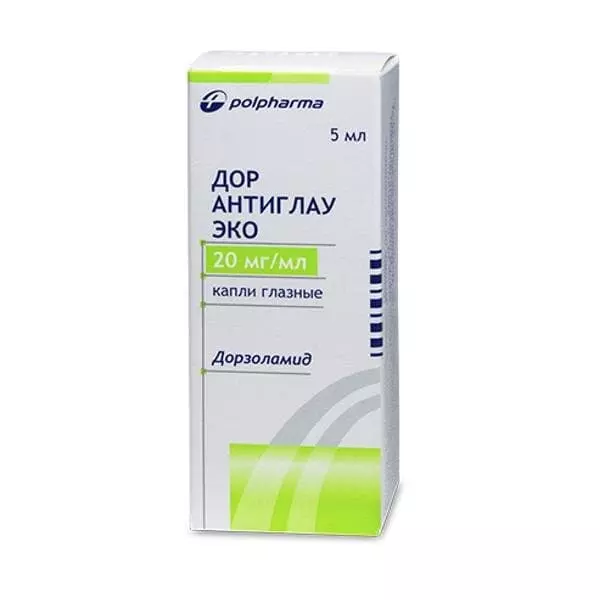 polpharma
5 мл
ДОР
АНТИГЛАУ
ЭКО
20 мг/мл
капли глазные
Дорзоламид